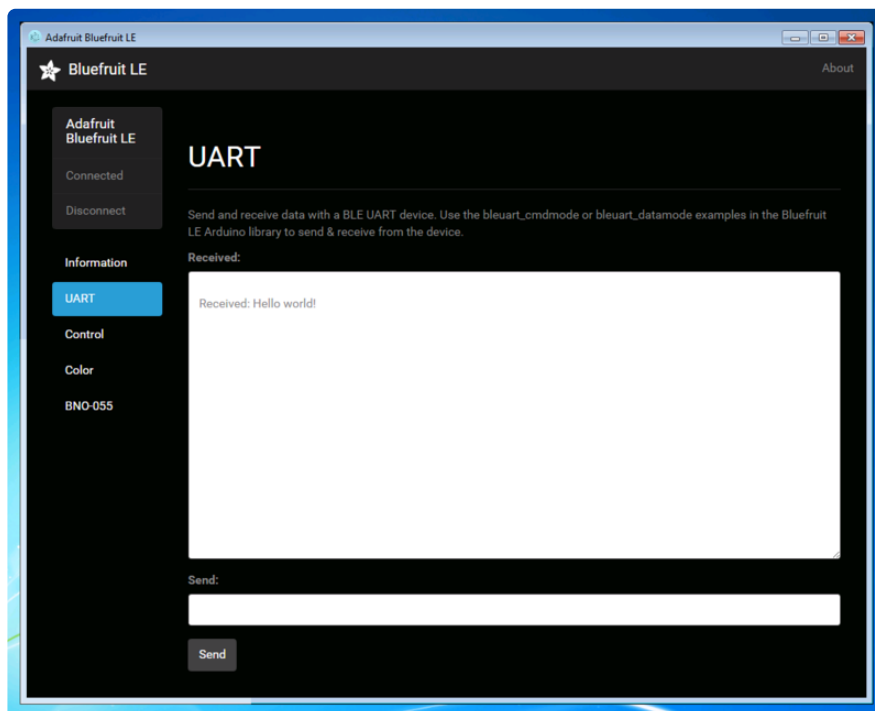 Adafruit Bluefruit LE
Bluefruit LE
About
Adafruit
Bluefruit LE
Connected
Disconnect
Information
UART
Control
Color
BNO-055
UART
Send and receive data with a BLE UART device. Use the bleuart_cmdmode or bleuart_datamode examples in the Bluefruit
LE Arduino library to send & receive from the device.
Received:
Received: Hello world!
Send:
Send